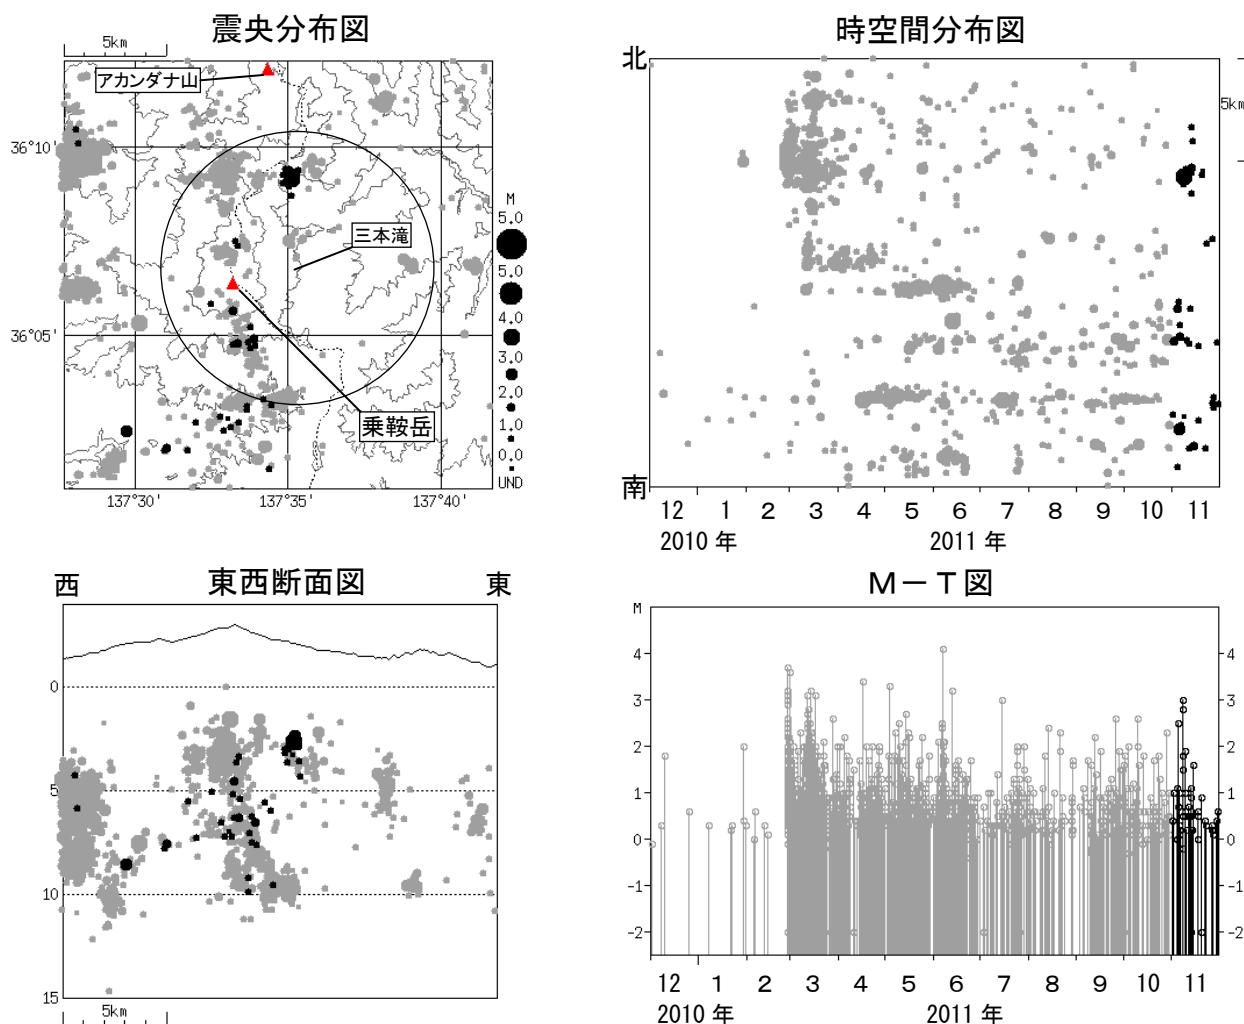 震央分布図
5km
アカンダナ山
36°10'
三本滝
36°05'
乗鞍岳
137°30'
137°35'
137°40'
M
5.0
5.0
4.0
3.0
2.0
1.0
0.0
UND
時空間分布図
北
5km
南
12 1 2 3 4 5 6 7 8 9 10 11
2010 年 2011 年
東西断面図
西 東
0
5
10
15
5km
M－T図
M
4 4
3 3
2 2
1 1
0 0
-1 -1
-2 -2
12 1 2 3 4 5 6 7 8 9 10 11
2010 年 2011 年